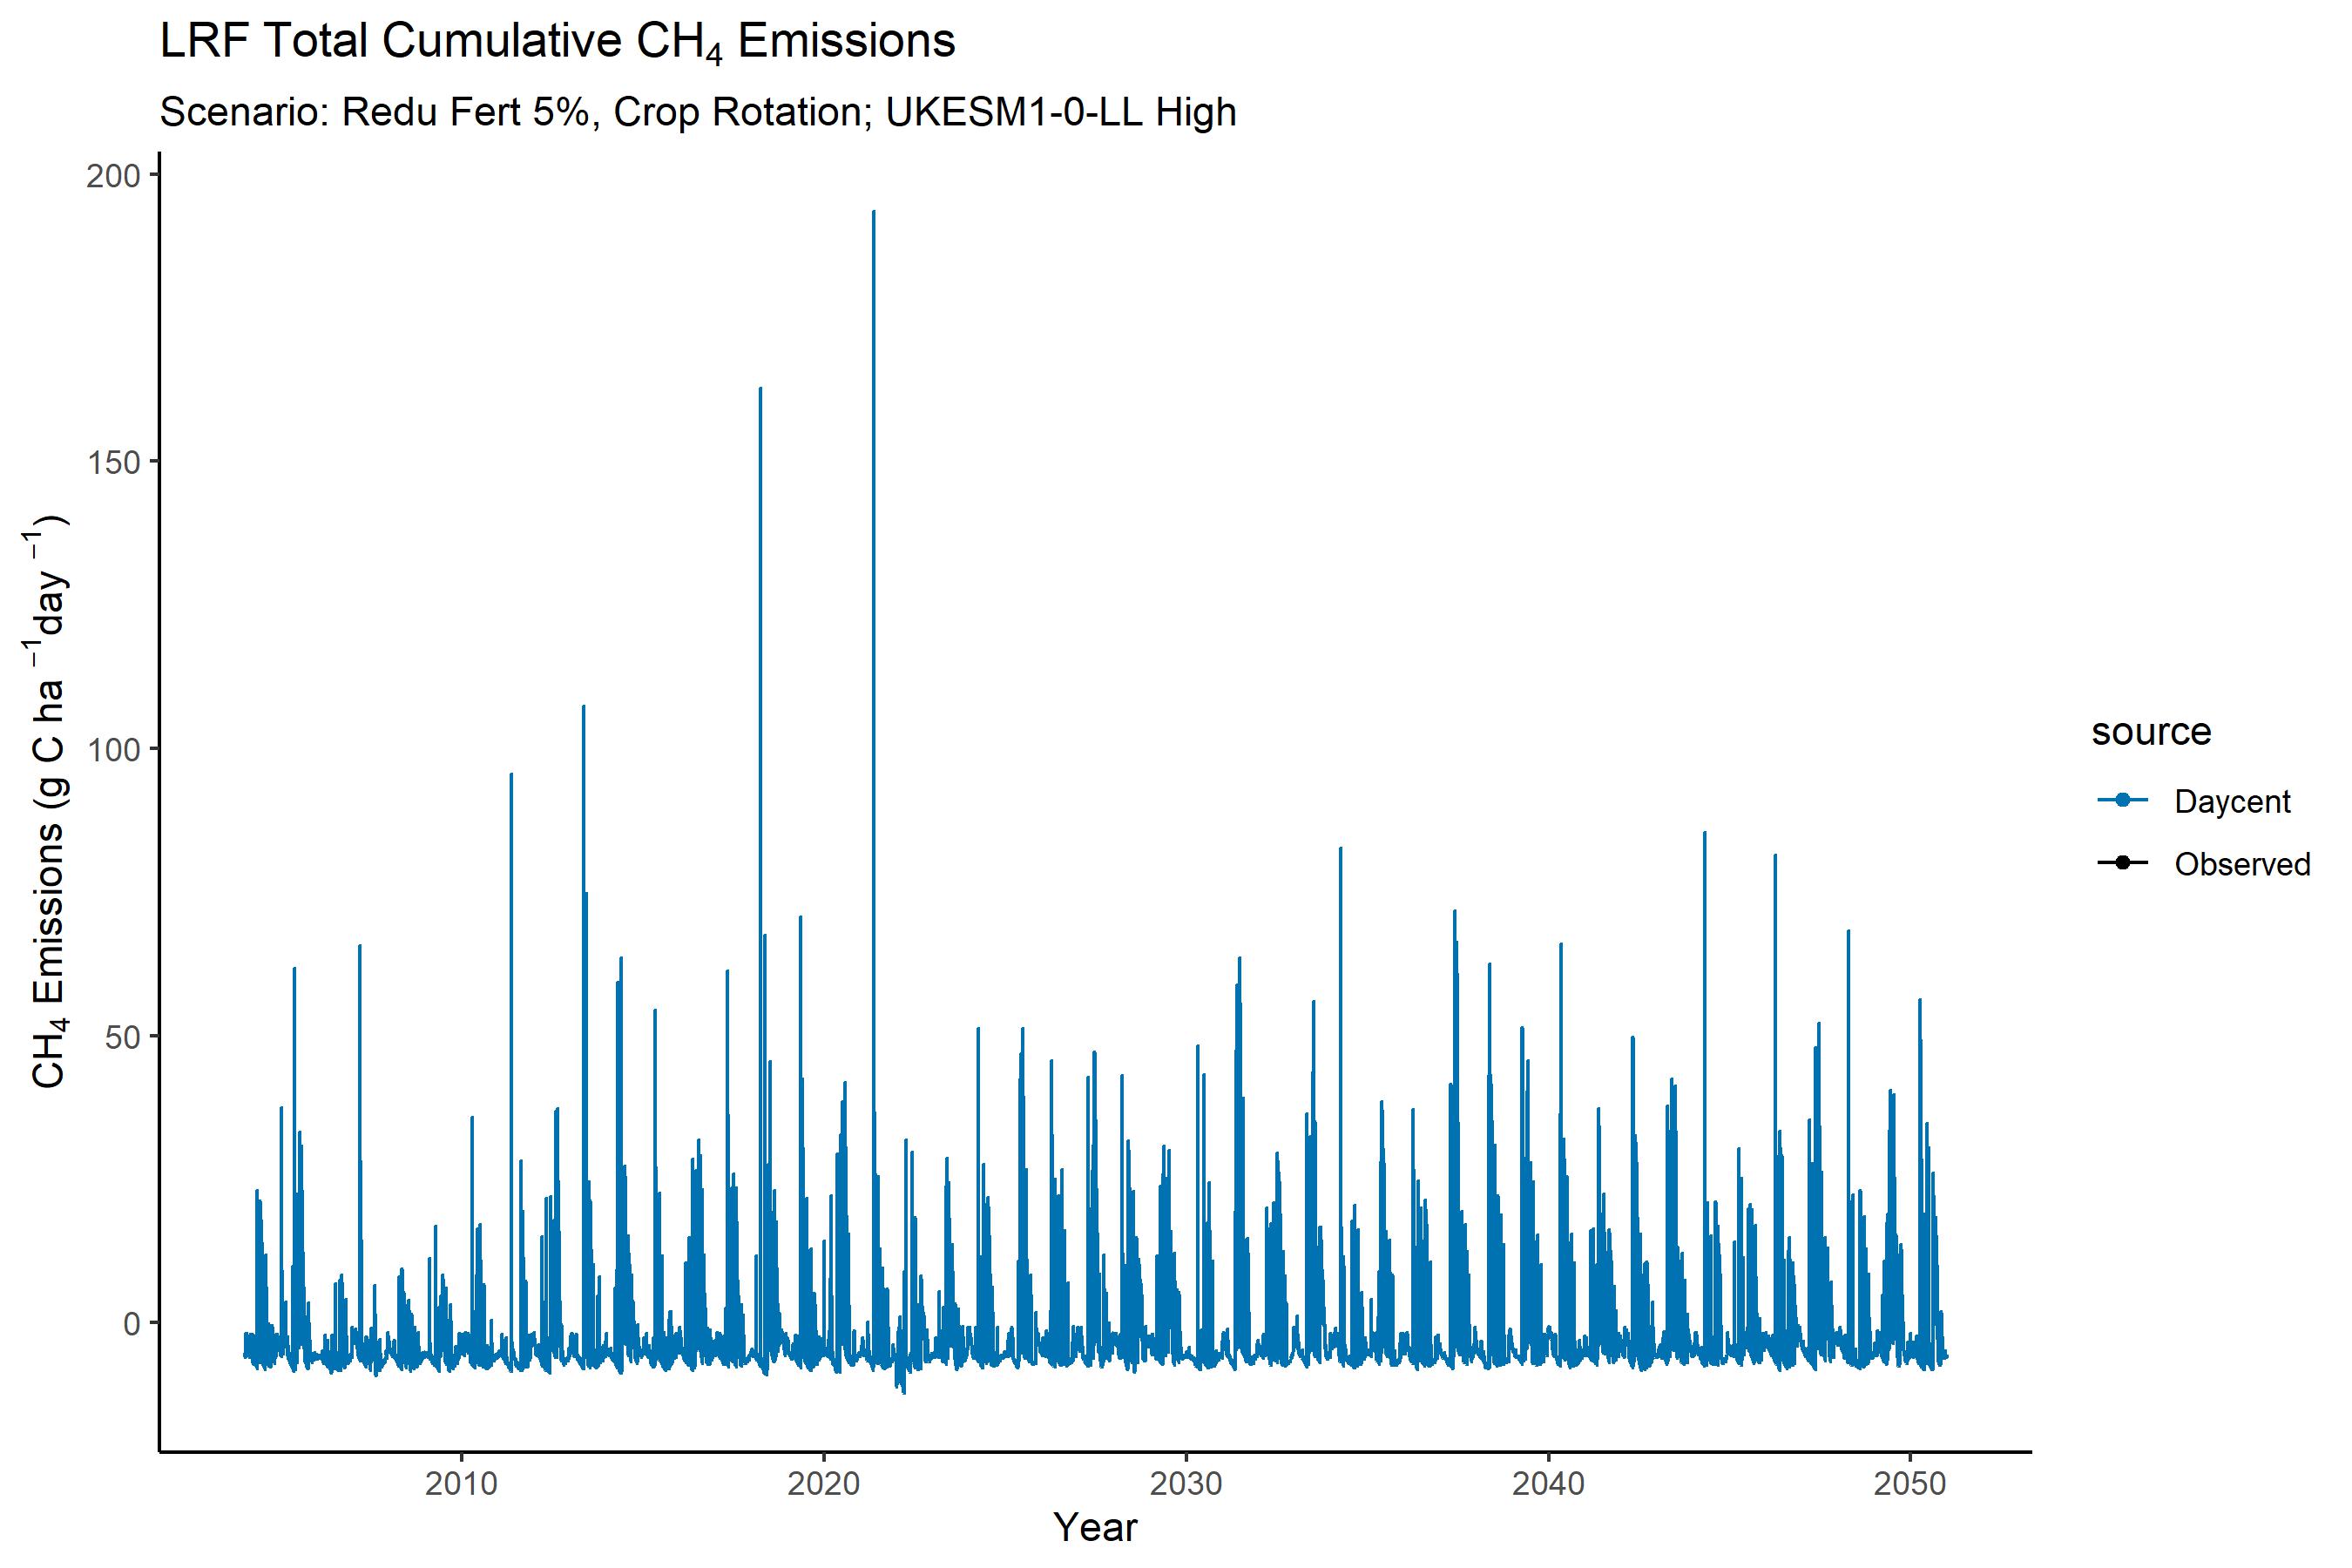 LRF Total Cumulative CH₄ Emissions
Scenario: Redu Fert 5%, Crop Rotation; UKESM1-0-LL High
CH₄ Emissions (g C ha ⁻¹day ⁻¹)
200
150
100
50
0
2010 2020 2030 2040 2050
Year
source
Daycent
Observed